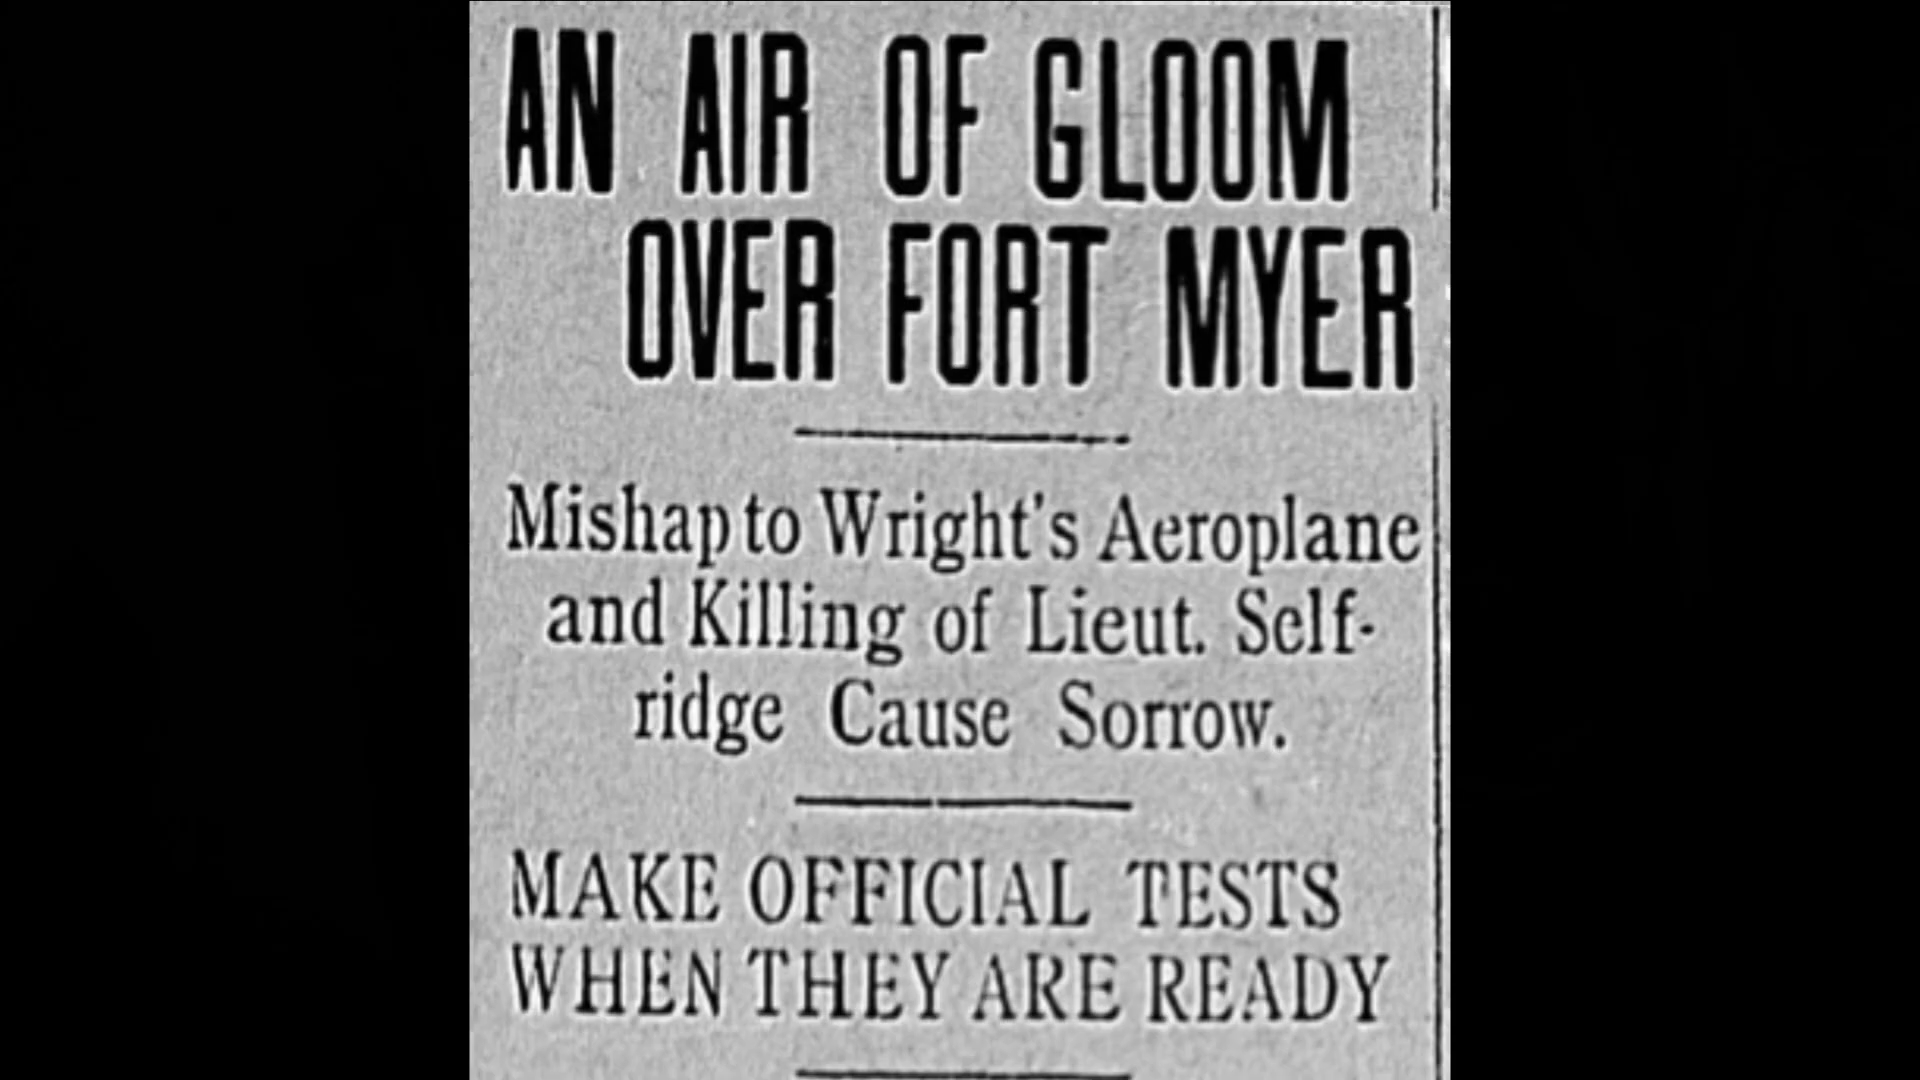 AN AIR OF GLOOM
OVER FORT MYER
Mishap to Wright's Aeroplane
and Killing of Lieut. Self-
ridge Cause Sorrow.
MAKE OFFICIAL TESTS
WHEN THEY ARE READY